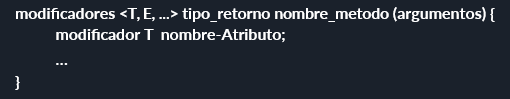 modificadores <T, E, ...> tipo_retorno nombre_metodo (argumentos) {
modificador T nombre-Atributo;
...
}